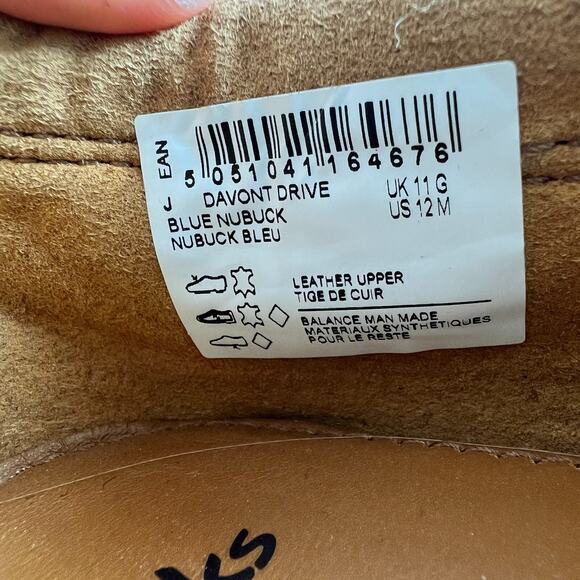 EAN
5 051041 164676
J DAVONT DRIVE UK 11 G
BLUE NUBUCK US 12 M
NUBUCK BLEU
LEATHER UPPER
TIGE DE CUIR
BALANCE MAN MADE
MATERIAUX SYNTHETIQUES
POUR LE RESTE
ks